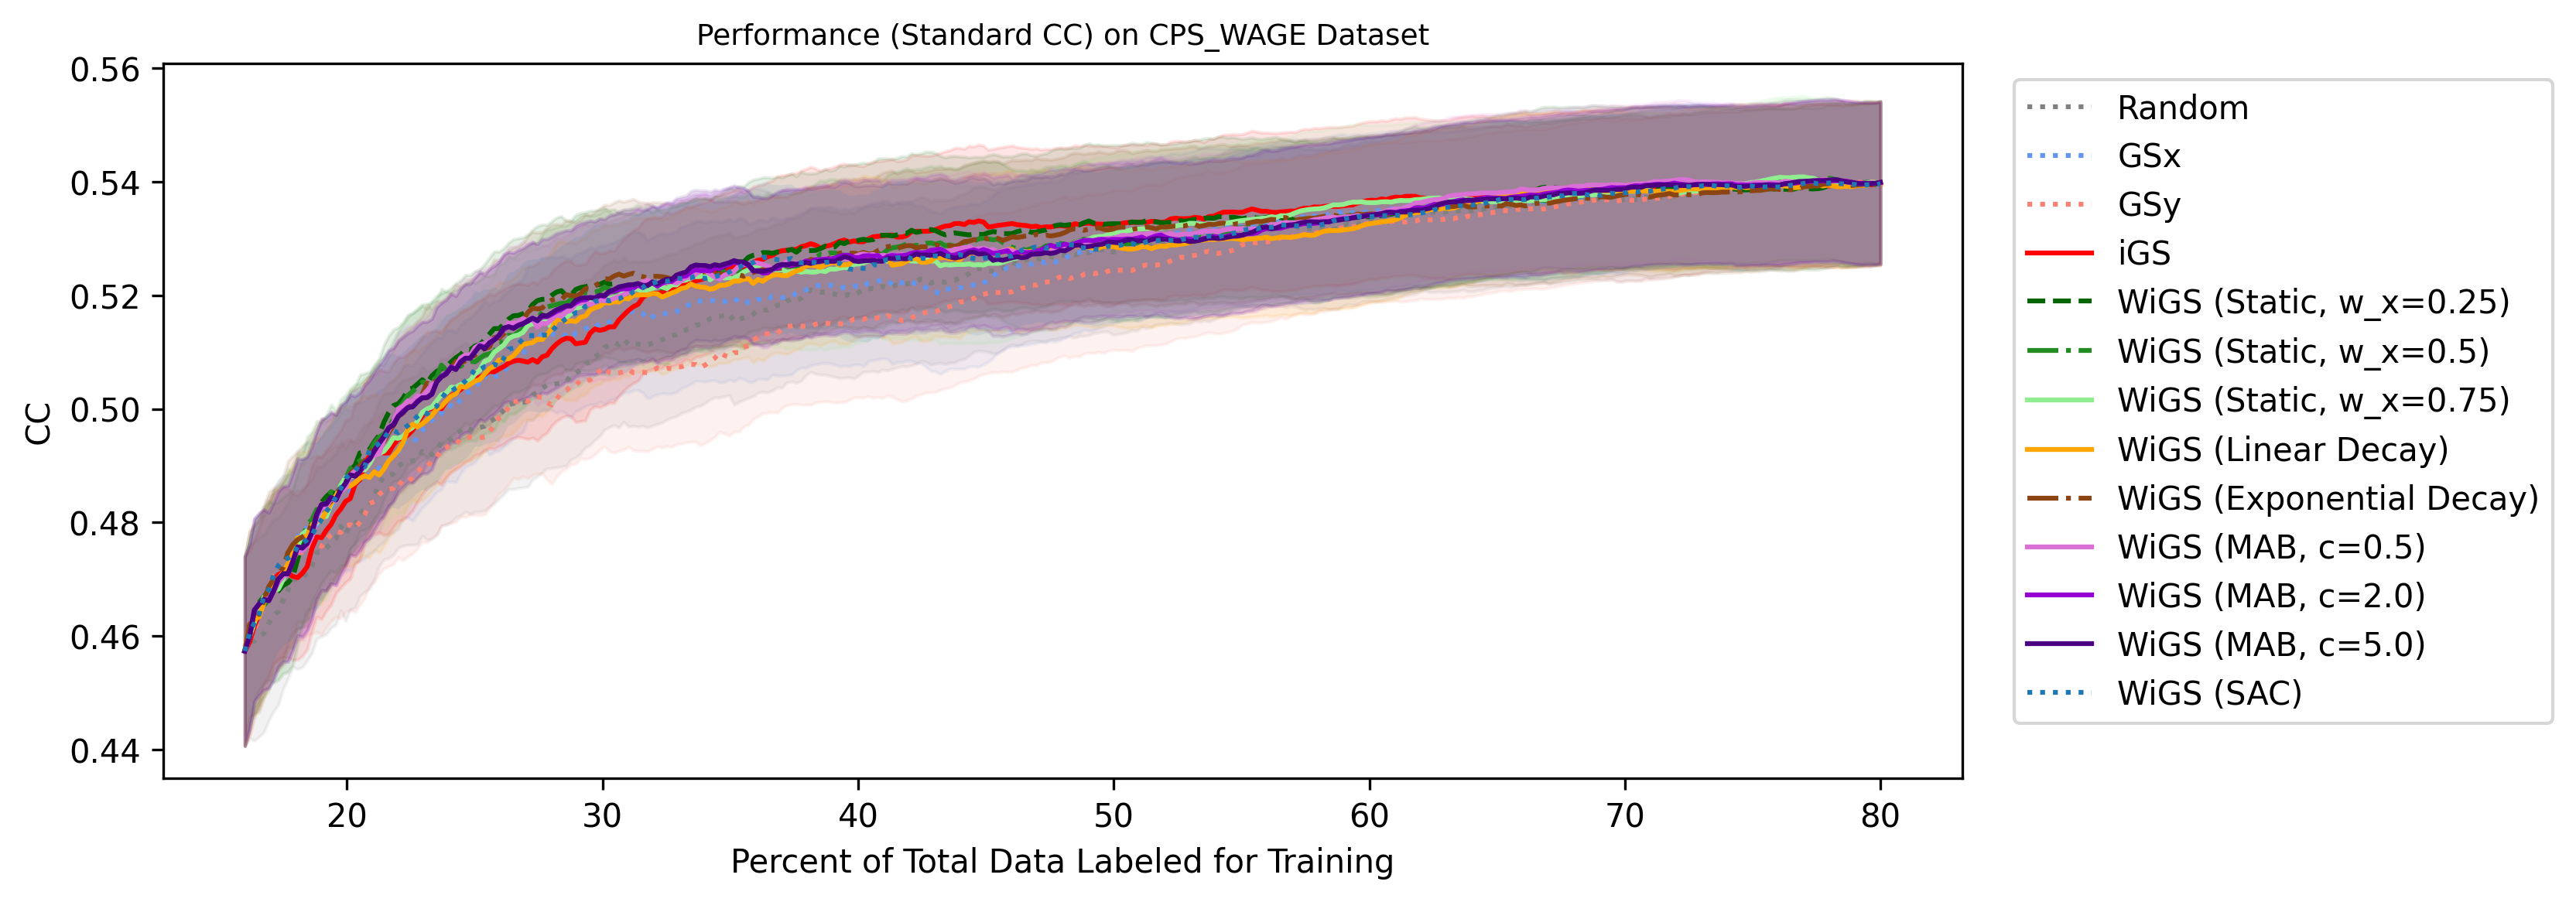 Performance (Standard CC) on CPS_WAGE Dataset
0.56
0.54
0.52
0.50
0.48
0.46
0.44
CC
20 30 40 50 60 70 80
Percent of Total Data Labeled for Training
Random
GSx
GSy
iGS
WiGS (Static, w_x=0.25)
WiGS (Static, w_x=0.5)
WiGS (Static, w_x=0.75)
WiGS (Linear Decay)
WiGS (Exponential Decay)
WiGS (MAB, c=0.5)
WiGS (MAB, c=2.0)
WiGS (MAB, c=5.0)
WiGS (SAC)